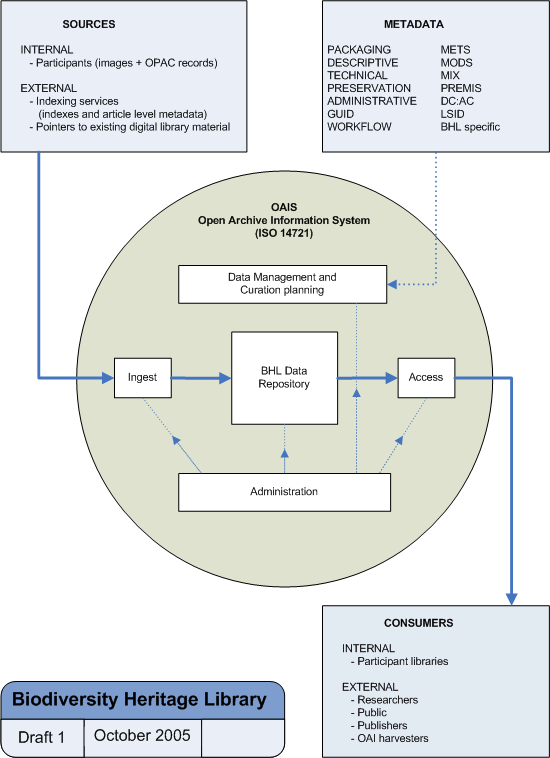 SOURCES
INTERNAL
- Participants (images + OPAC records)
EXTERNAL
- Indexing services
(indexes and article level metadata)
- Pointers to existing digital library material
METADATA
PACKAGING METS
DESCRIPTIVE MODS
TECHNICAL MIX
PRESERVATION PREMIS
ADMINISTRATIVE DC:AC
GUID LSID
WORKFLOW BHL specific
OAIS
Open Archive Information System
(ISO 14721)
Data Management and
Curation planning
Ingest
BHL Data
Repository
Access
Administration
CONSUMERS
INTERNAL
- Participant libraries
EXTERNAL
- Researchers
- Public
- Publishers
- OAI harvesters
Biodiversity Heritage Library
Draft 1 October 2005